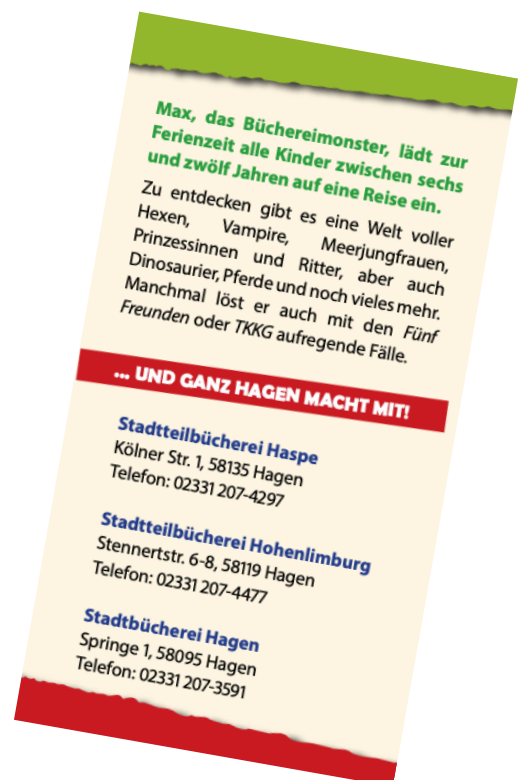 Max, das Büchereimonster, lädt zur
Ferienzeit alle Kinder zwischen sechs
und zwölf Jahren auf eine Reise ein.
Zu entdecken gibt es eine Welt voller
Hexen, Vampire, Meerjungfrauen,
Prinzessinnen und Ritter, aber auch
Dinosaurier, Pferde und noch vieles mehr.
Manchmal löst er auch mit den Fünf
Freunden oder TKKG aufregende Fälle.
... UND GANZ HAGEN MACHT MIT!
Stadtteilbücherei Haspe
Kölner Str. 1, 58135 Hagen
Telefon: 02331 207-4297
Stadtteilbücherei Hohenlimburg
Stennertstr. 6-8, 58119 Hagen
Telefon: 02331 207-4477
Stadtbücherei Hagen
Springe 1, 58095 Hagen
Telefon: 02331 207-3591